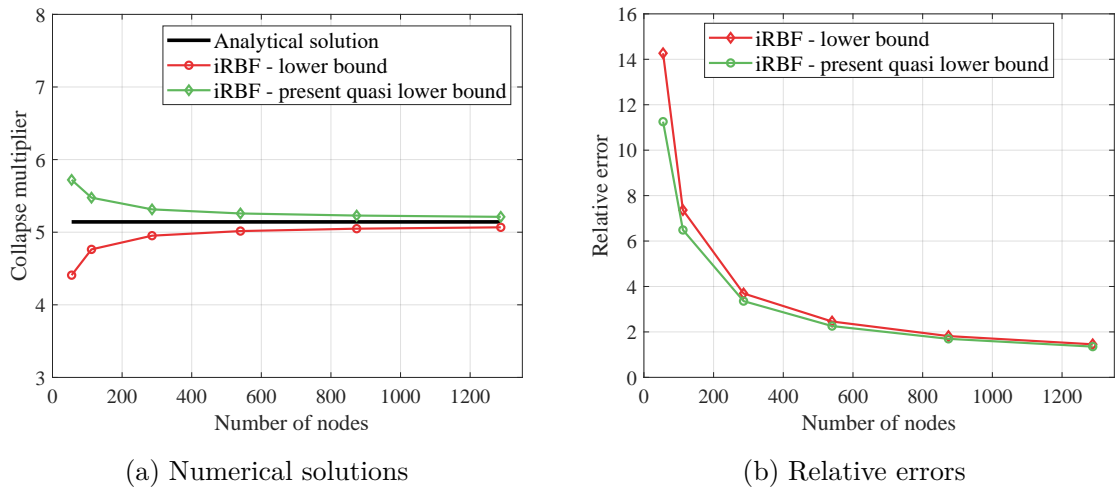 8
7
6
5
4
3
Collapse multiplier
Analytical solution
iRBF - lower bound
iRBF - present quasi lower bound
0 200 400 600 800 1000 1200
Number of nodes
(a) Numerical solutions
16
14
12
10
8
6
4
2
0
Relative error
iRBF - lower bound
iRBF - present quasi lower bound
0 200 400 600 800 1000 1200
Number of nodes
(b) Relative errors